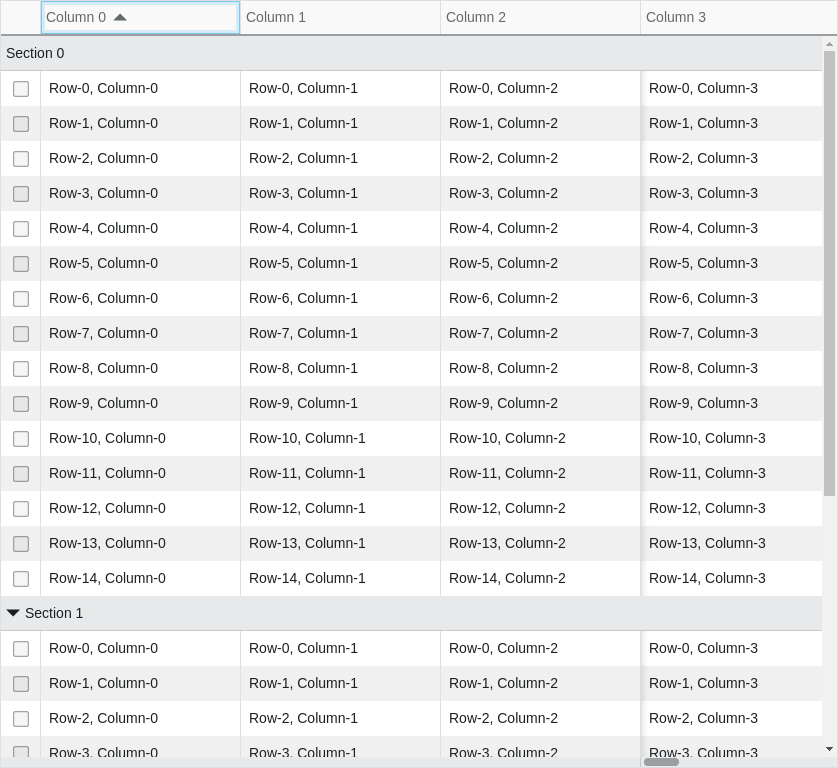 Column 0 Column 1 Column 2 Column 3
Section 0
Row-0, Column-0 Row-0, Column-1 Row-0, Column-2 Row-0, Column-3
Row-1, Column-0 Row-1, Column-1 Row-1, Column-2 Row-1, Column-3
Row-2, Column-0 Row-2, Column-1 Row-2, Column-2 Row-2, Column-3
Row-3, Column-0 Row-3, Column-1 Row-3, Column-2 Row-3, Column-3
Row-4, Column-0 Row-4, Column-1 Row-4, Column-2 Row-4, Column-3
Row-5, Column-0 Row-5, Column-1 Row-5, Column-2 Row-5, Column-3
Row-6, Column-0 Row-6, Column-1 Row-6, Column-2 Row-6, Column-3
Row-7, Column-0 Row-7, Column-1 Row-7, Column-2 Row-7, Column-3
Row-8, Column-0 Row-8, Column-1 Row-8, Column-2 Row-8, Column-3
Row-9, Column-0 Row-9, Column-1 Row-9, Column-2 Row-9, Column-3
Row-10, Column-0 Row-10, Column-1 Row-10, Column-2 Row-10, Column-3
Row-11, Column-0 Row-11, Column-1 Row-11, Column-2 Row-11, Column-3
Row-12, Column-0 Row-12, Column-1 Row-12, Column-2 Row-12, Column-3
Row-13, Column-0 Row-13, Column-1 Row-13, Column-2 Row-13, Column-3
Row-14, Column-0 Row-14, Column-1 Row-14, Column-2 Row-14, Column-3
Section 1
Row-0, Column-0 Row-0, Column-1 Row-0, Column-2 Row-0, Column-3
Row-1, Column-0 Row-1, Column-1 Row-1, Column-2 Row-1, Column-3
Row-2, Column-0 Row-2, Column-1 Row-2, Column-2 Row-2, Column-3
Row-3, Column-0 Row-3, Column-1 Row-3, Column-2 Row-3, Column-3